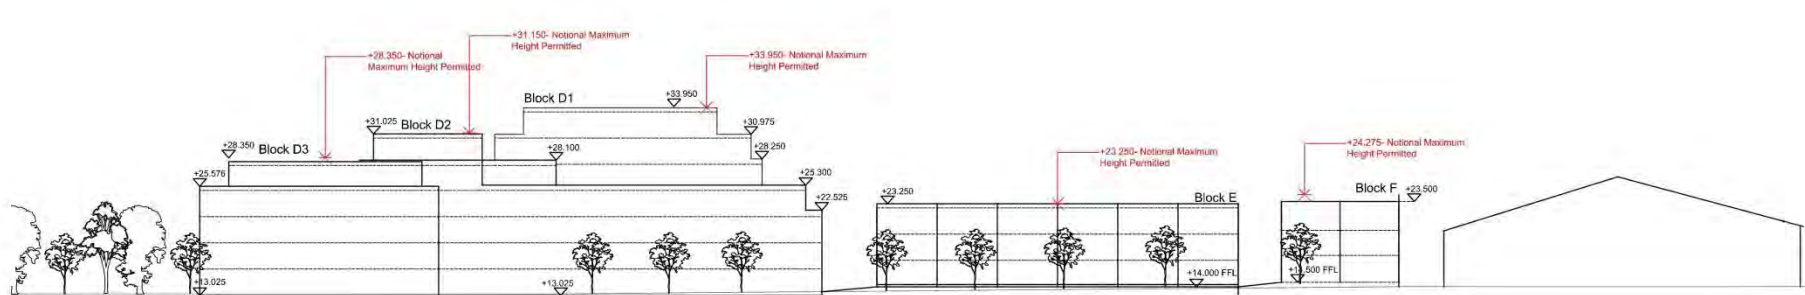 +31.150- Notional Maximum
Height Permitted
+28.350- Notional
Maximum Height Permitted
+33.950- Notional Maximum
Height Permitted
Block D1
+33.950
+31.025
Block D2
+30.975
+28.350
Block D3
+28.100
+28.250
+25.576
+25.300
+22.525
+13.025
+13.025
+23.250- Notional Maximum
Height Permitted
+23.250
Block E
+14.000 FFL
+24.275- Notional Maximum
Height Permitted
Block F
+23.500
+14.500 FFL